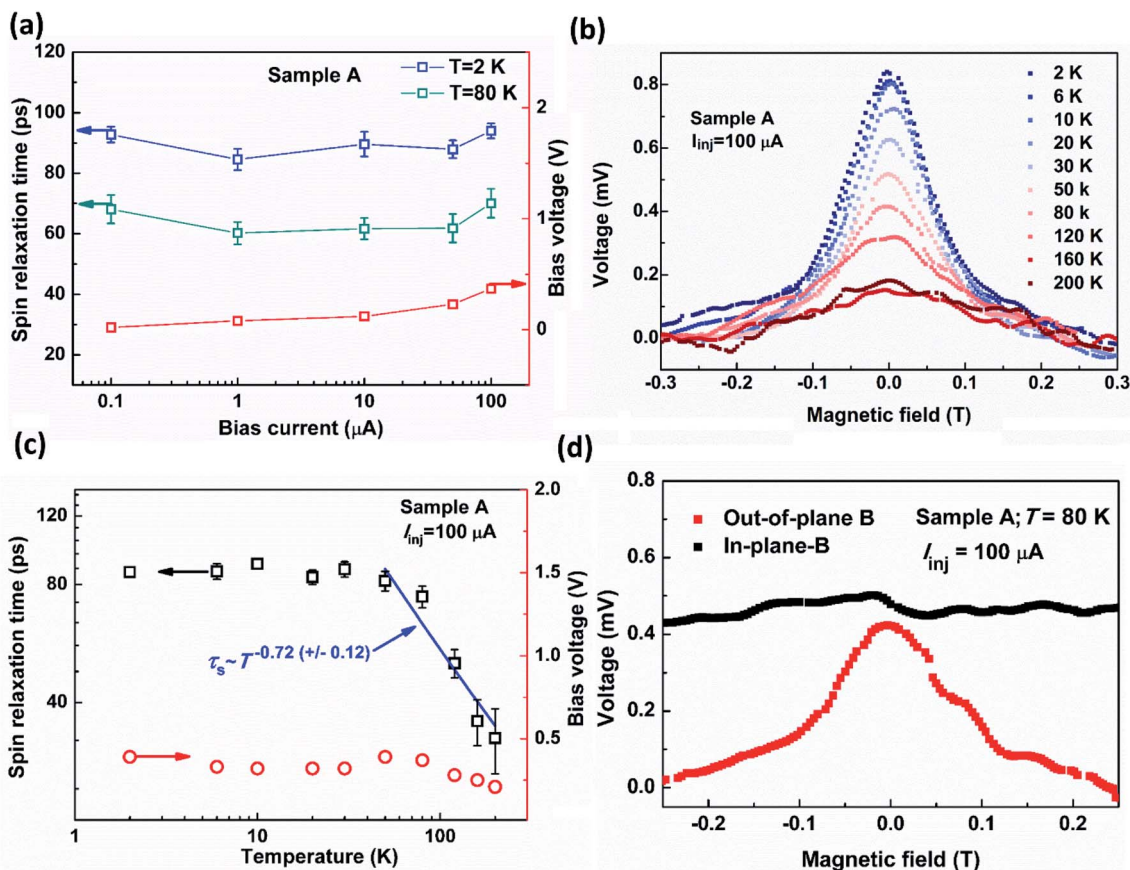 (a)
120
100
80
60
40
20
Spin relaxation time (ps)
Sample A
T=2 K
T=80 K
2
1
0
Bias voltage (V)
0.1
1
10
100
Bias current (μA)
(b)
0.8
0.6
0.4
0.2
0.0
Voltage (mV)
Sample A
Iinj=100 μA
2 K
6 K
10 K
20 K
30 K
50 k
80 k
120 K
160 K
200 K
-0.3
-0.2
-0.1
0.0
0.1
0.2
0.3
Magnetic field (T)
(c)
120
80
40
Spin relaxation time (ps)
Sample A
Iinj=100 μA
τs~T-0.72 (+/- 0.12)
2.0
1.5
1.0
0.5
Bias voltage (V)
1
10
100
Temperature (K)
(d)
0.8
0.6
0.4
0.2
0.0
Voltage (mV)
Out-of-plane B
In-plane-B
Sample A; T = 80 K
Iinj = 100 μA
-0.2
-0.1
0.0
0.1
0.2
Magnetic field (T)